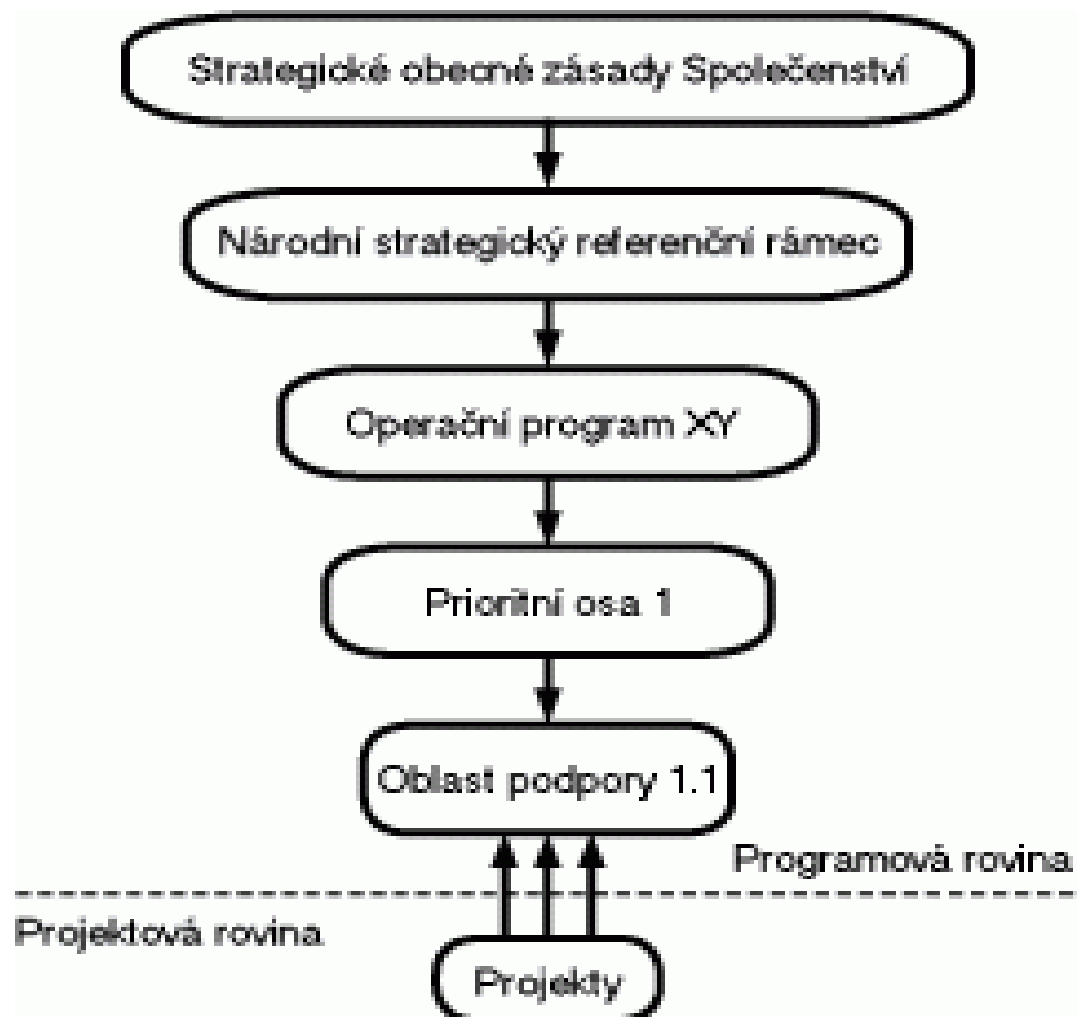 Strategické obecné zásady Společenství
Národní strategický referenční rámec
Operační program XY
Prioritní osa 1
Oblast podpory 1.1
Programová rovina
Projektová rovina
Projekty